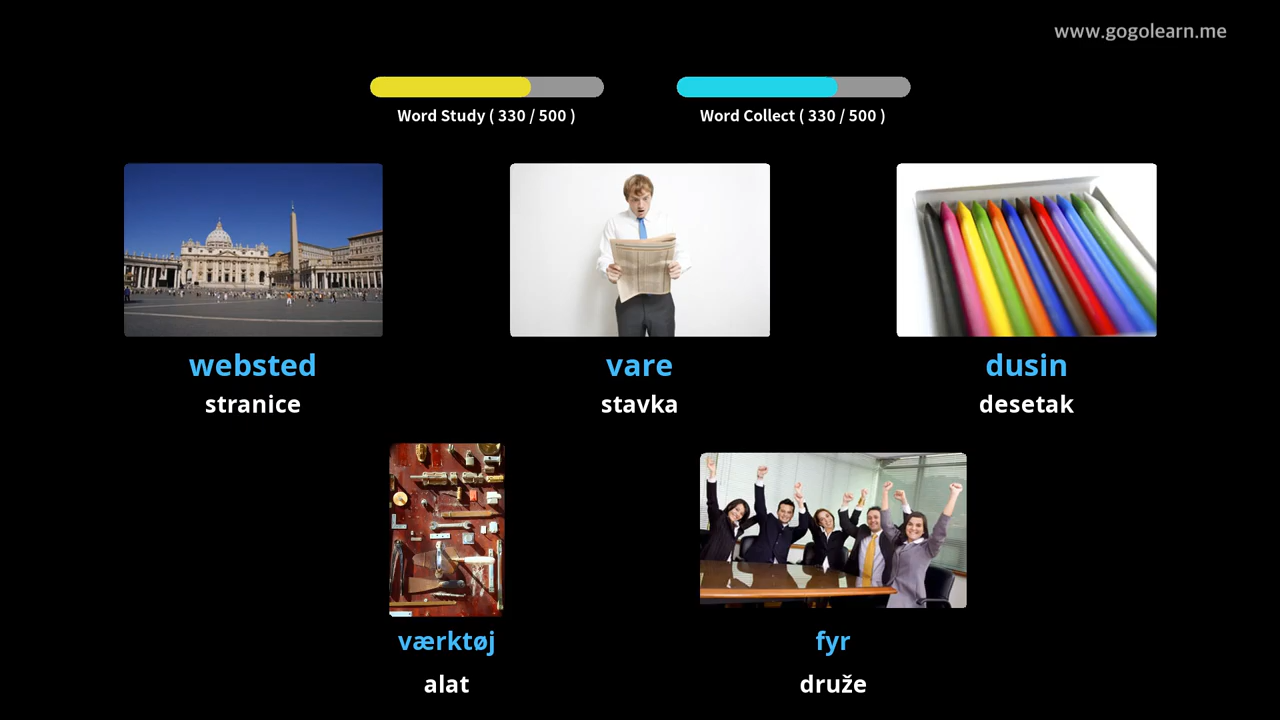 www.gogolearn.me
Word Study ( 330 / 500 )
Word Collect ( 330 / 500 )
websted
stranice
vare
stavka
dusin
desetak
værktøj
alat
fyr
druže